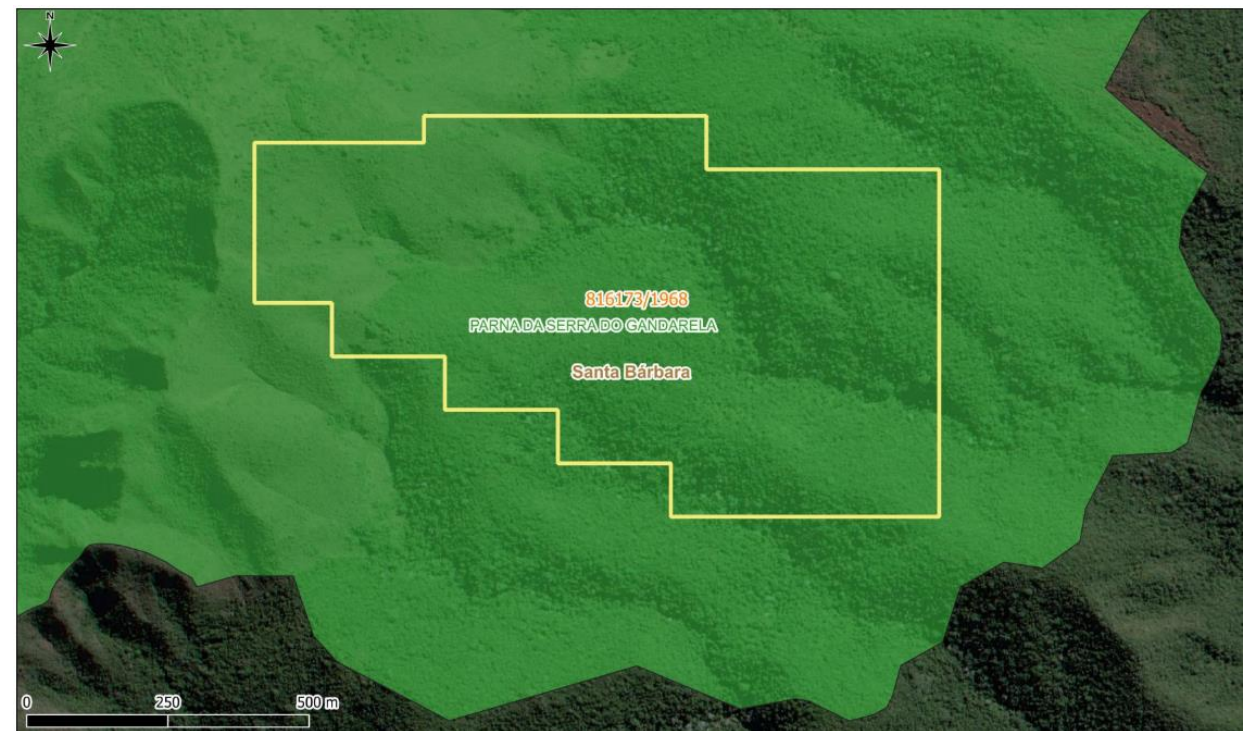 N
816173/1968
PARNA DA SERRA DO GANDARELA
Santa Bárbara
0 250 500 m